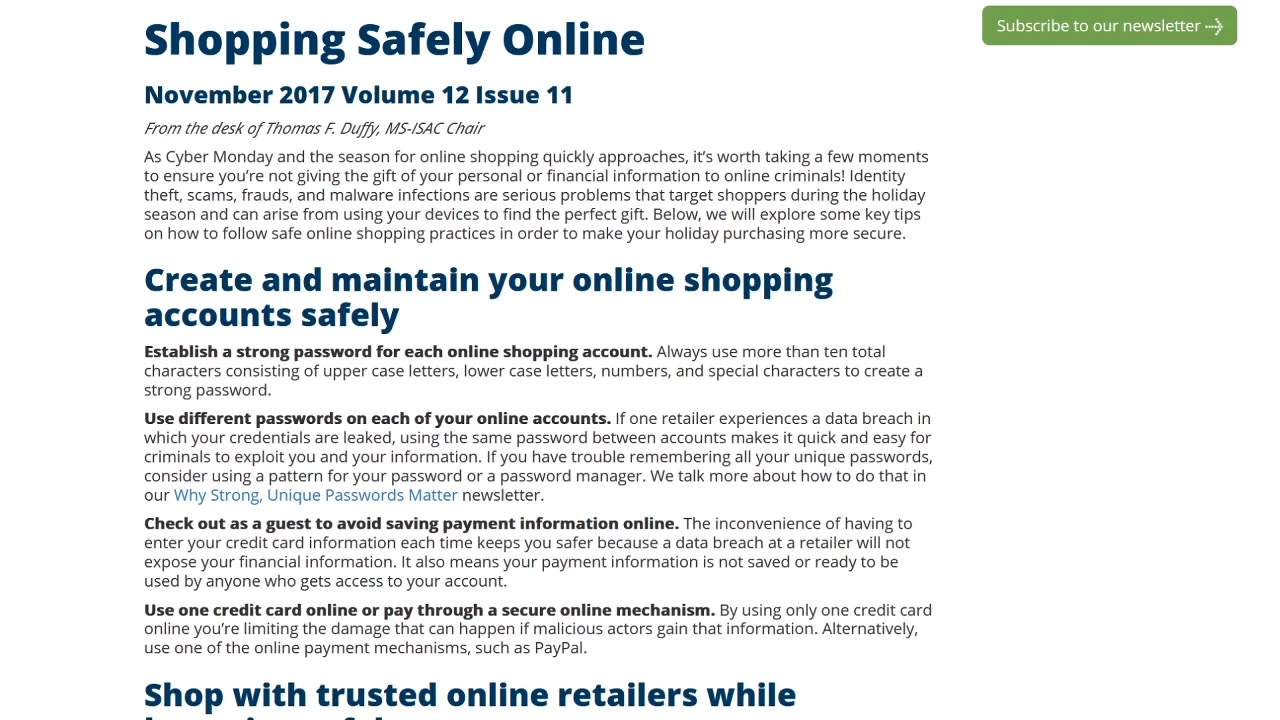 Shopping Safely Online
Subscribe to our newsletter
November 2017 Volume 12 Issue 11
From the desk of Thomas F. Duffy, MS-ISAC Chair
As Cyber Monday and the season for online shopping quickly approaches, it’s worth taking a few moments
to ensure you’re not giving the gift of your personal or financial information to online criminals! Identity
theft, scams, frauds, and malware infections are serious problems that target shoppers during the holiday
season and can arise from using your devices to find the perfect gift. Below, we will explore some key tips
on how to follow safe online shopping practices in order to make your holiday purchasing more secure.
Create and maintain your online shopping
accounts safely
Establish a strong password for each online shopping account. Always use more than ten total
characters consisting of upper case letters, lower case letters, numbers, and special characters to create a
strong password.
Use different passwords on each of your online accounts. If one retailer experiences a data breach in
which your credentials are leaked, using the same password between accounts makes it quick and easy for
criminals to exploit you and your information. If you have trouble remembering all your unique passwords,
consider using a pattern for your password or a password manager. We talk more about how to do that in
our Why Strong, Unique Passwords Matter newsletter.
Check out as a guest to avoid saving payment information online. The inconvenience of having to
enter your credit card information each time keeps you safer because a data breach at a retailer will not
expose your financial information. It also means your payment information is not saved or ready to be
used by anyone who gets access to your account.
Use one credit card online or pay through a secure online mechanism. By using only one credit card
online you’re limiting the damage that can happen if malicious actors gain that information. Alternatively,
use one of the online payment mechanisms, such as PayPal.
Shop with trusted online retailers while